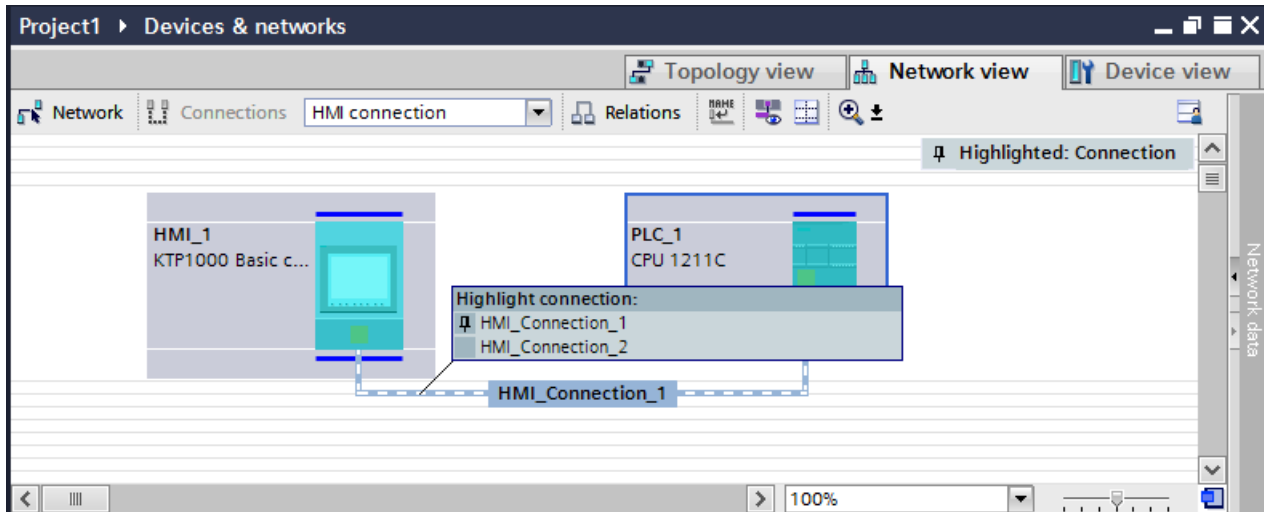 Project1 ▸ Devices & networks
Topology view Network view Device view
Network Connections HMI connection Relations NAME
Highlighted: Connection
HMI_1
KTP1000 Basic c...
PLC_1
CPU 1211C
Highlight connection:
HMI_Connection_1
HMI_Connection_2
HMI_Connection_1
100%
Network data